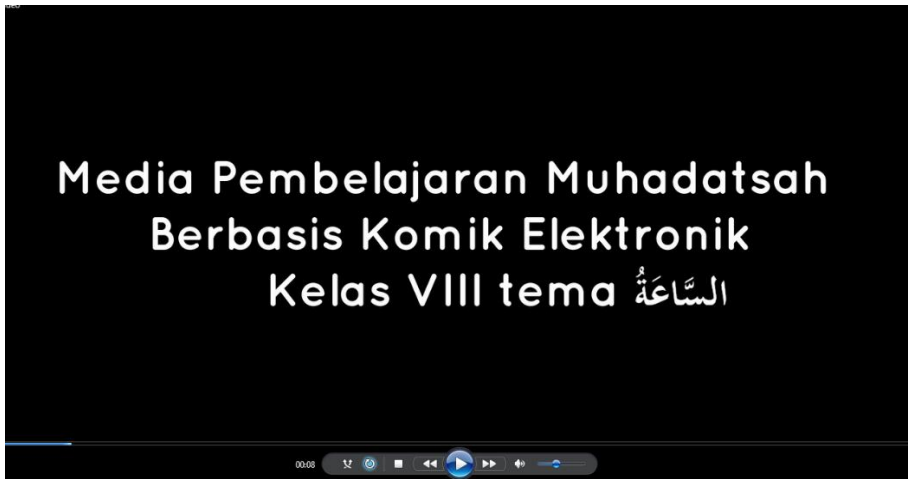 Media Pembelajaran Muhadatsah
Berbasis Komik Elektronik
Kelas VIII tema السَّاعَةُ
00:08